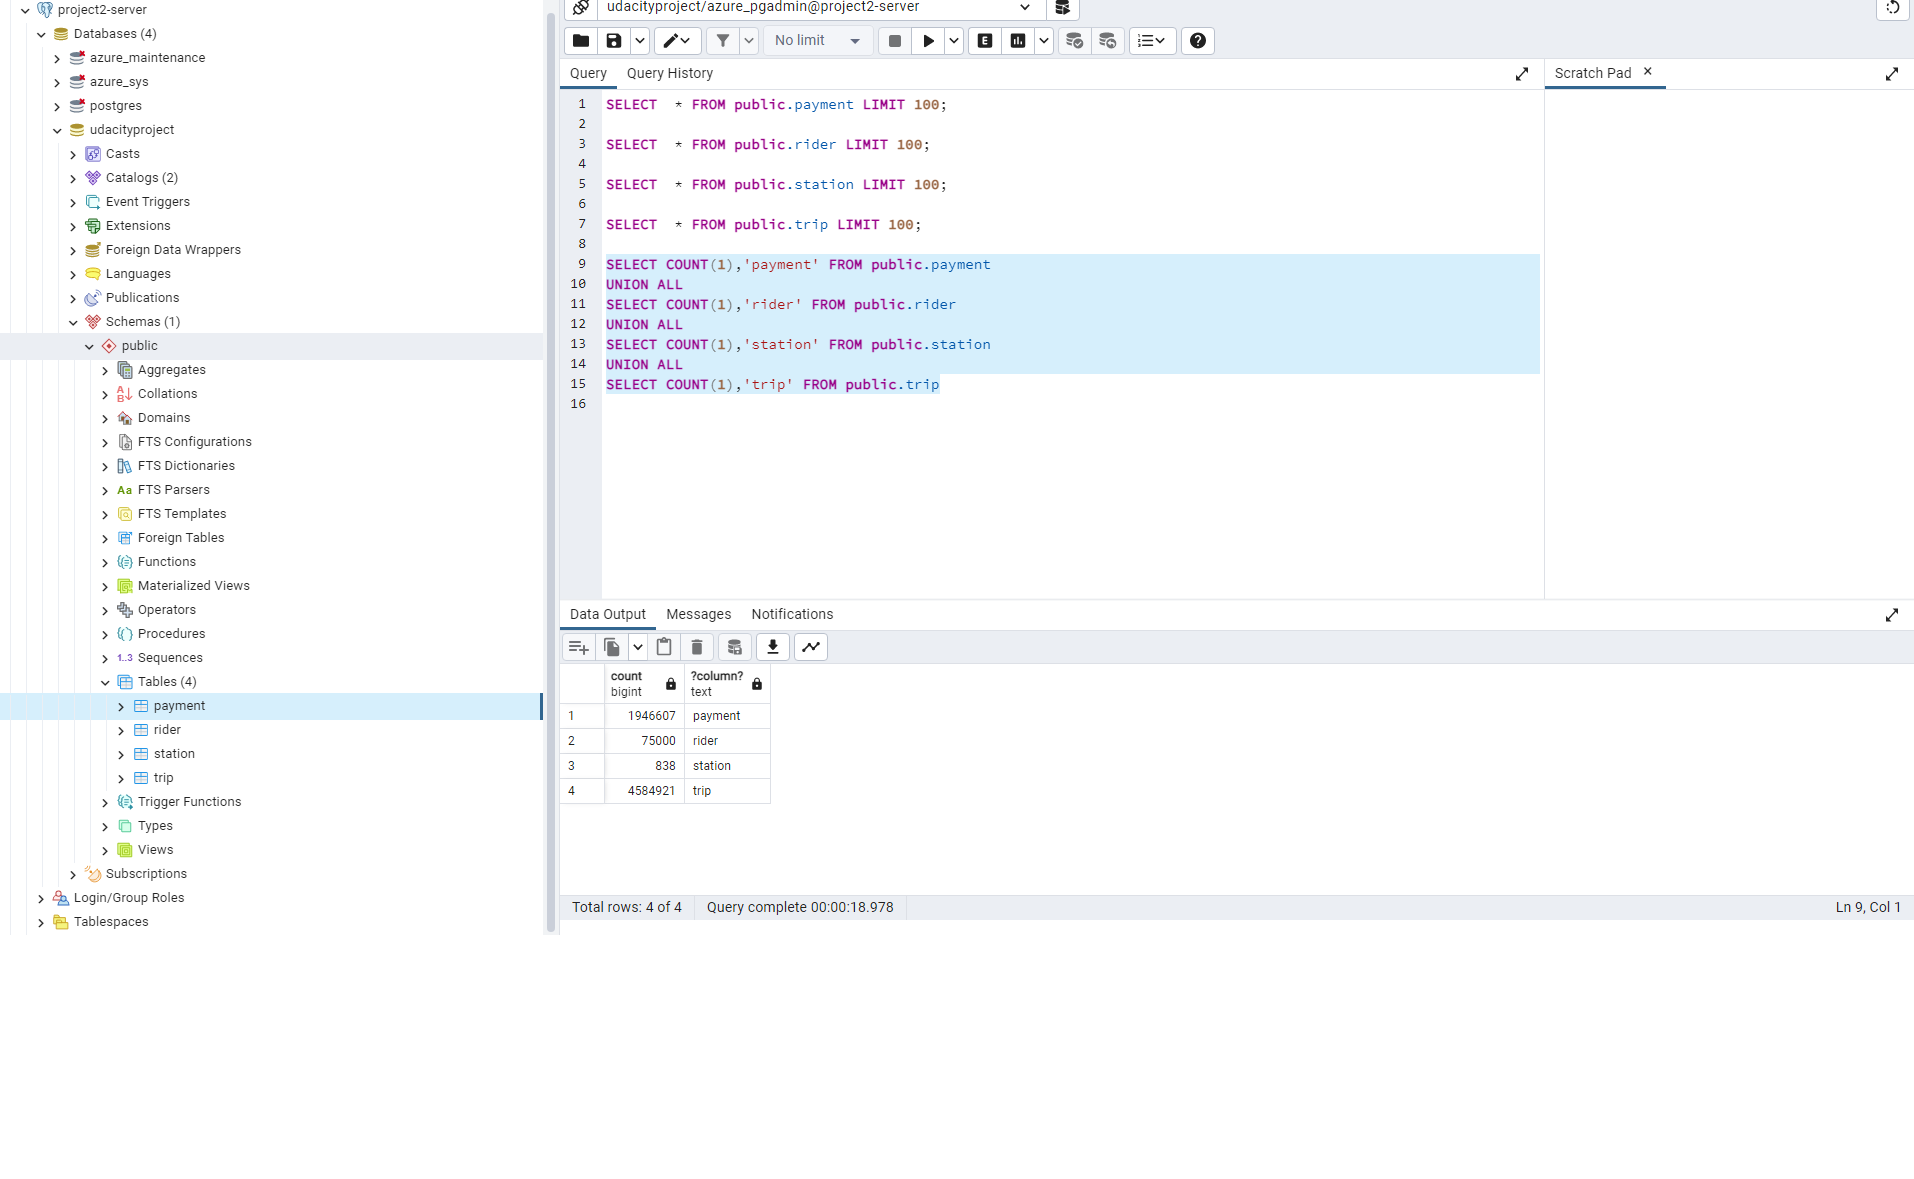 project2-server
Databases (4)
azure_maintenance
azure_sys
postgres
udacityproject
Casts
Catalogs (2)
Event Triggers
Extensions
Foreign Data Wrappers
Languages
Publications
Schemas (1)
public
Aggregates
Collations
Domains
FTS Configurations
FTS Dictionaries
Aa FTS Parsers
FTS Templates
Foreign Tables
Functions
Materialized Views
Operators
Procedures
1..3 Sequences
Tables (4)
payment
rider
station
trip
Trigger Functions
Types
Views
Subscriptions
Login/Group Roles
Tablespaces
udacityproject/azure_pgadmin@project2-server
No limit
E
Query Query History
Scratch Pad ×
1 SELECT  * FROM public.payment LIMIT 100;
2
3 SELECT  * FROM public.rider LIMIT 100;
4
5 SELECT  * FROM public.station LIMIT 100;
6
7 SELECT  * FROM public.trip LIMIT 100;
8
9 SELECT COUNT(1),'payment' FROM public.payment
10 UNION ALL
11 SELECT COUNT(1),'rider' FROM public.rider
12 UNION ALL
13 SELECT COUNT(1),'station' FROM public.station
14 UNION ALL
15 SELECT COUNT(1),'trip' FROM public.trip
16
Data Output Messages Notifications
count ?column?
bigint text
1 1946607 payment
2 75000 rider
3 838 station
4 4584921 trip
Total rows: 4 of 4 Query complete 00:00:18.978 Ln 9, Col 1